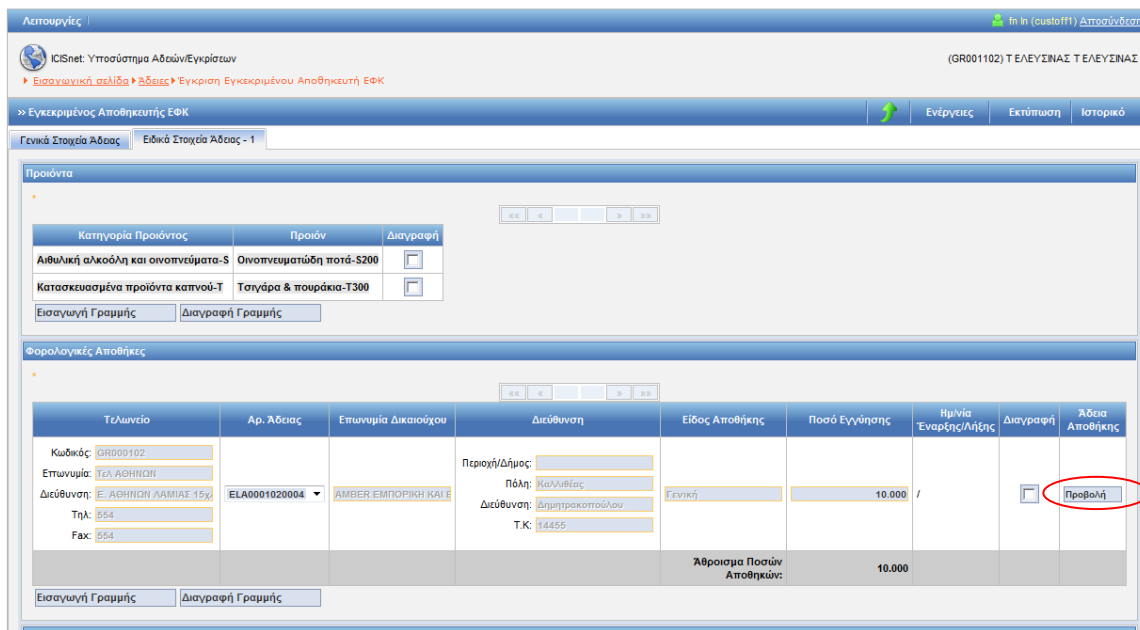 Λειτουργίες
fn ln (custoff1) Αποσύνδεση
ICISnet: Υποσύστημα Αδειών/Εγκρίσεων
(GR001102) Τ ΕΛΕΥΣΙΝΑΣ Τ ΕΛΕΥΣΙΝΑΣ
Εισαγωγική σελίδα Άδειες Έγκριση Εγκεκριμένου Αποθηκευτή ΕΦΚ
» Εγκεκριμένος Αποθηκευτής ΕΦΚ
Ενέργειες Εκτύπωση Ιστορικό
Γενικά Στοιχεία Άδειας Ειδικά Στοιχεία Άδειας - 1
Προιόντα
*
«« « » »»
Κατηγορία Προιόντος Προιόν Διαγραφή
Αιθυλική αλκοόλη και οινοπνεύματα-S Οινοπνευματώδη ποτά-S200
Κατασκευασμένα προϊόντα καπνού-T Τσιγάρα & πουράκια-T300
Εισαγωγή Γραμμής Διαγραφή Γραμμής
Φορολογικές Αποθήκες
*
«« « » »»
Τελωνείο Αρ. Άδειας Επωνυμία Δικαιούχου Διεύθυνση Είδος Αποθήκης Ποσό Εγγύησης Ημ/νία Έναρξης/Λήξης Διαγραφή Άδεια Αποθήκης
Κωδικός: GR000102
Επωνυμία: Τελ ΑΘΗΝΩΝ
Διεύθυνση: Ε. ΑΘΗΝΩΝ ΛΑΜΙΑΣ 15χ
Τηλ: 554
Fax: 554
ELA0001020004
AMBER ΕΜΠΟΡΙΚΗ ΚΑΙ Ε
Περιοχή/Δήμος:
Πόλη: Καλλιθέας
Διεύθυνση: Δημητρακοπούλου
Τ.Κ: 14455
Γενική
10.000
/
Προβολή
Άθροισμα Ποσών
Αποθηκών:
10.000
Εισαγωγή Γραμμής Διαγραφή Γραμμής